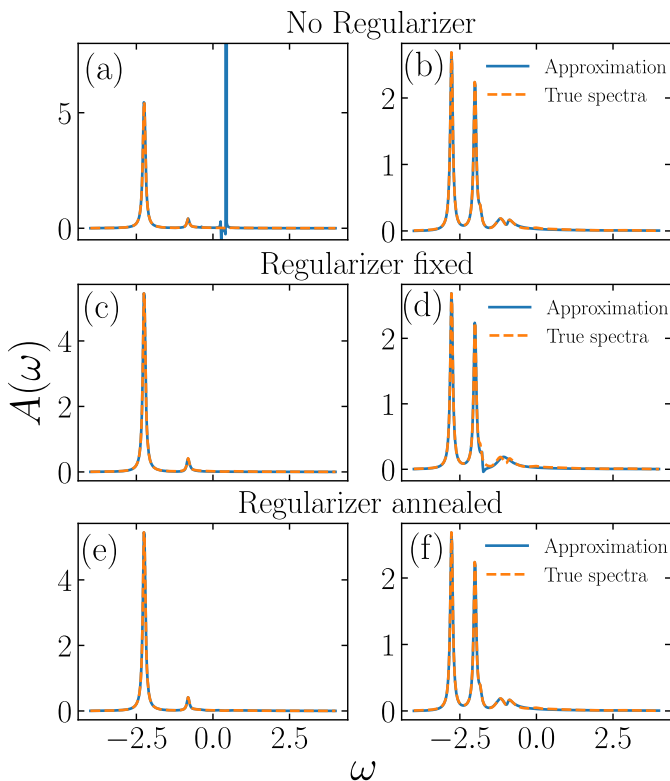 No Regularizer
(a)
(b)
Approximation
True spectra
5
0
2
1
0
Regularizer fixed
(c)
(d)
Approximation
True spectra
4
2
0
2
1
0
A(ω)
Regularizer annealed
(e)
(f)
Approximation
True spectra
4
2
0
2
1
0
−2.5 0.0 2.5
−2.5 0.0 2.5
ω